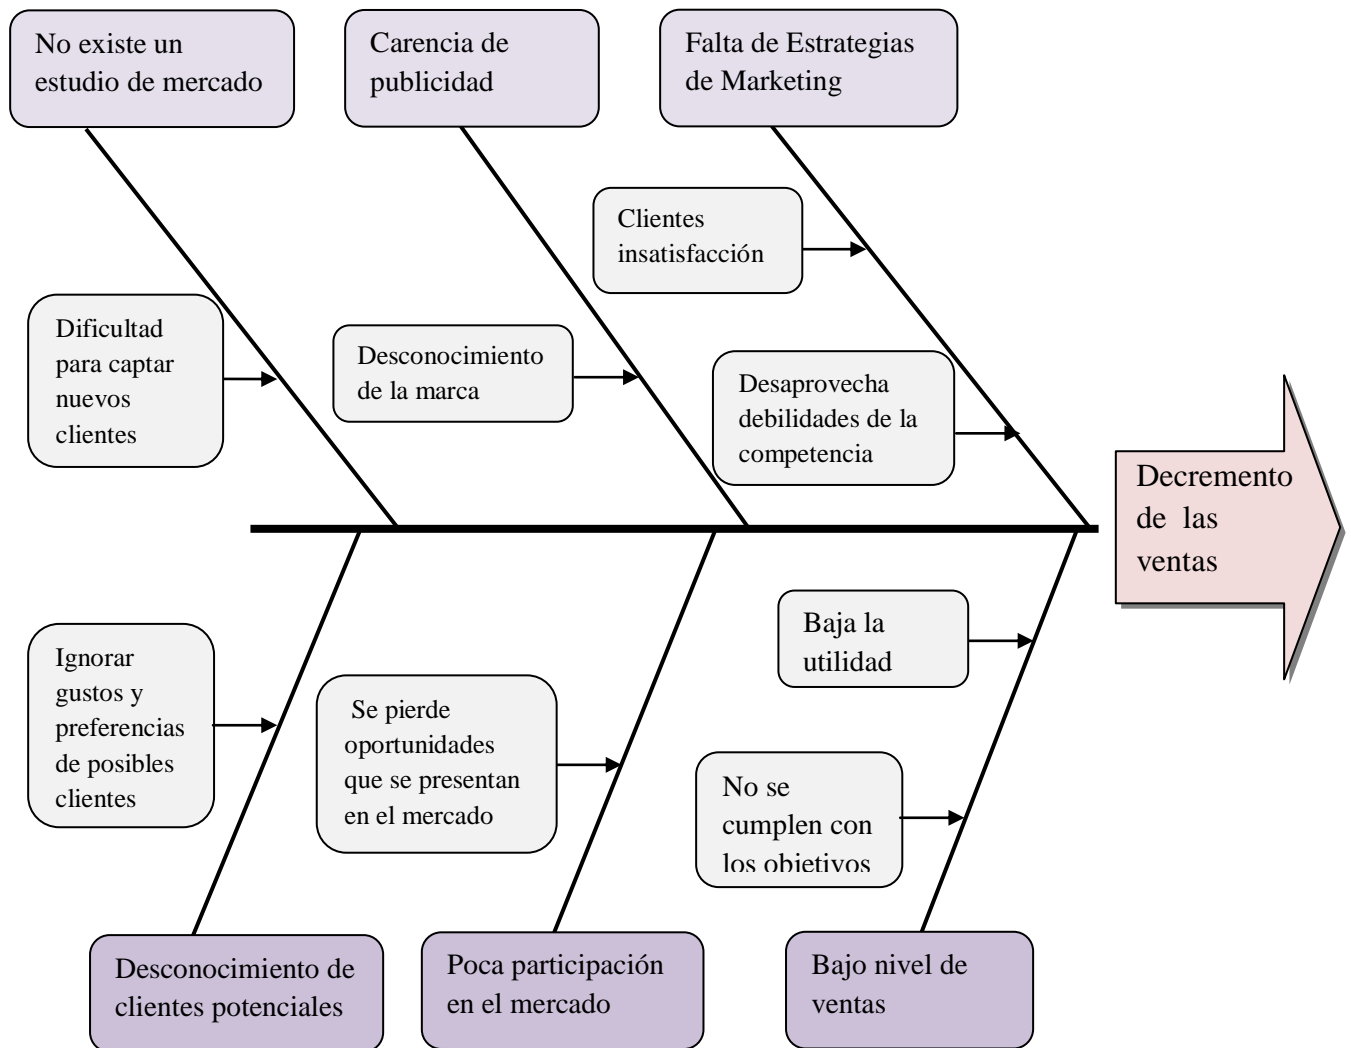 No existe un
estudio de mercado
Carencia de
publicidad
Falta de Estrategias
de Marketing
Clientes
insatisfacción
Dificultad
para captar
nuevos
clientes
Desconocimiento
de la marca
Desaprovecha
debilidades de la
competencia
Decremento
de las
ventas
Ignorar
gustos y
preferencias
de posibles
clientes
Se pierde
oportunidades
que se presentan
en el mercado
Baja la
utilidad
No se
cumplen con
los objetivos
Desconocimiento de
clientes potenciales
Poca participación
en el mercado
Bajo nivel de
ventas